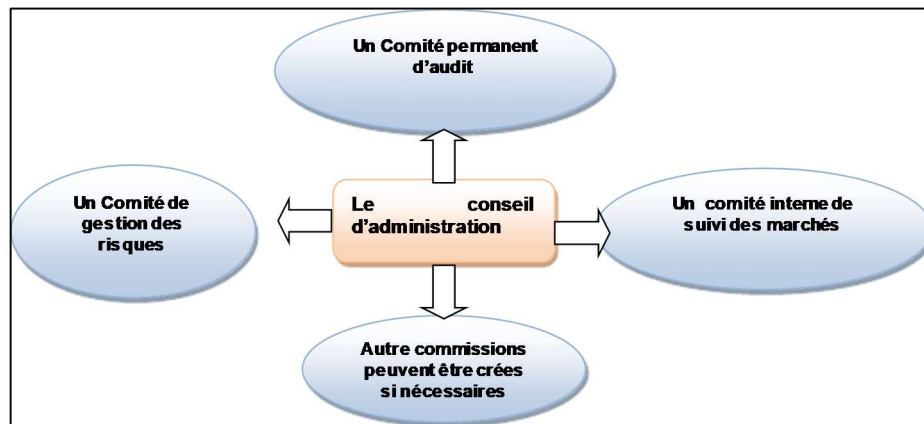 Un Comité permanent
d'audit
Un Comité de
gestion des
risques
Le conseil
d'administration
Un comité interne de
suivi des marchés
Autre commissions
peuvent être crées
si nécessaires